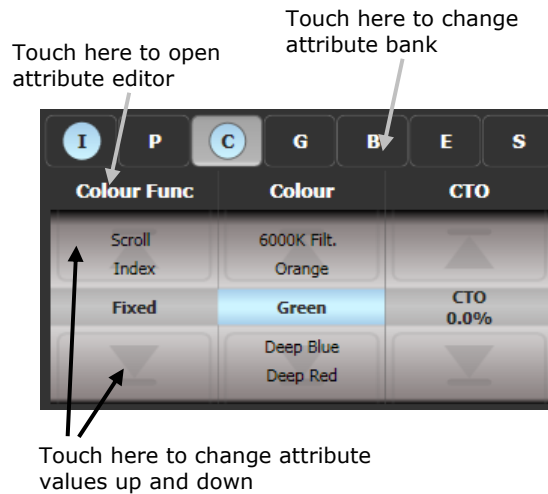 Touch here to change
attribute bank
Touch here to open
attribute editor
I P C G B E S
Colour Func Colour CTO
Scroll 6000K Filt.
Index Orange
Fixed Green CTO
0.0%
Deep Blue
Deep Red
Touch here to change attribute
values up and down